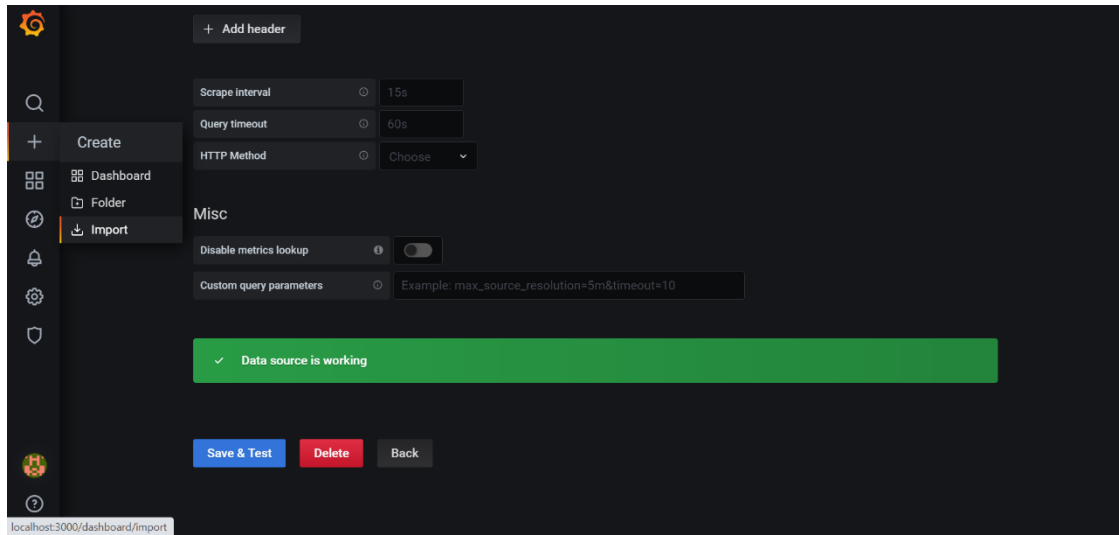 + Add header
Scrape interval 15s
Query timeout 60s
HTTP Method Choose
Create
Dashboard
Folder
Import
Misc
Disable metrics lookup
Custom query parameters Example: max_source_resolution=5m&timeout=10
Data source is working
Save & Test Delete Back
localhost:3000/dashboard/import